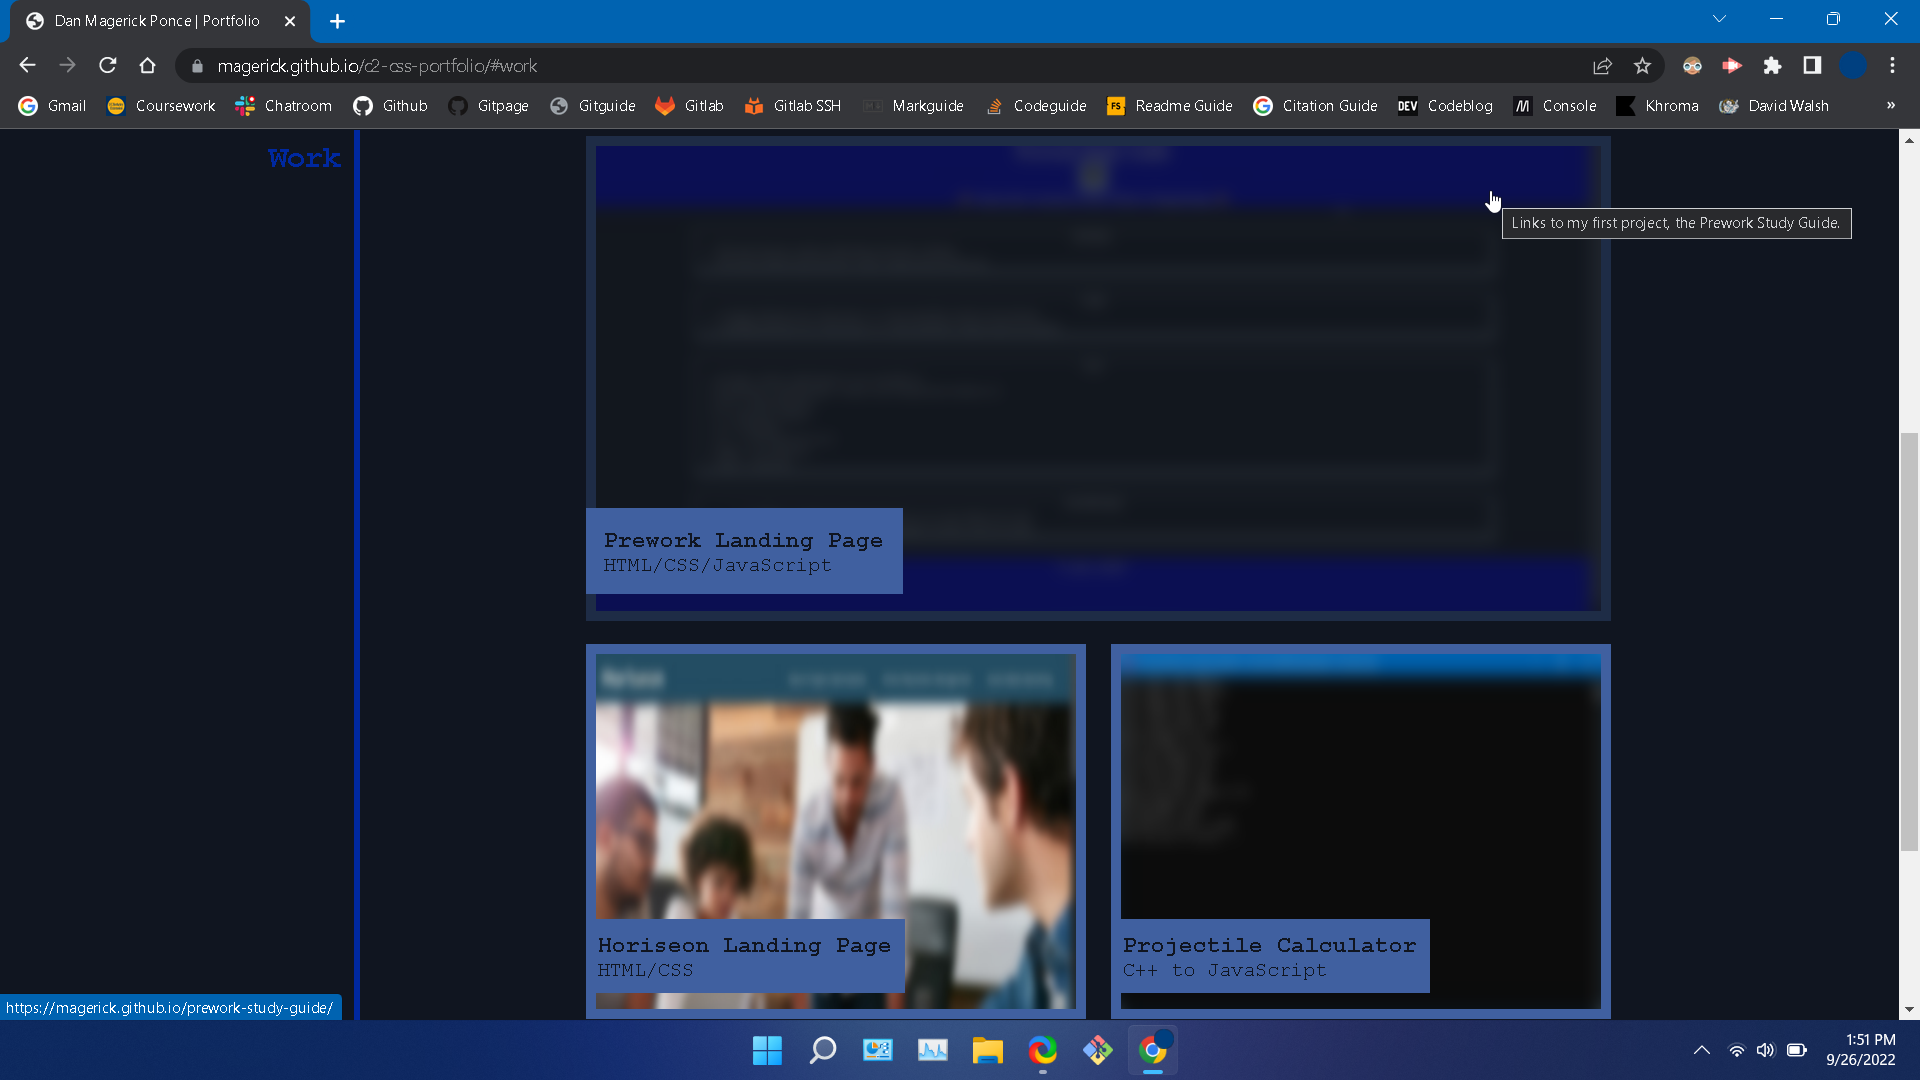 Dan Magerick Ponce | Portfolio
magerick.github.io/c2-css-portfolio/#work
Gmail Coursework Chatroom Github Gitpage Gitguide Gitlab Gitlab SSH Markguide Codeguide FS Readme Guide Citation Guide DEV Codeblog Console Khroma David Walsh »
Work
Links to my first project, the Prework Study Guide.
Prework Landing Page
HTML/CSS/JavaScript
Horiseon Landing Page
HTML/CSS
Projectile Calculator
C++ to JavaScript
https://magerick.github.io/prework-study-guide/
1:51 PM
9/26/2022